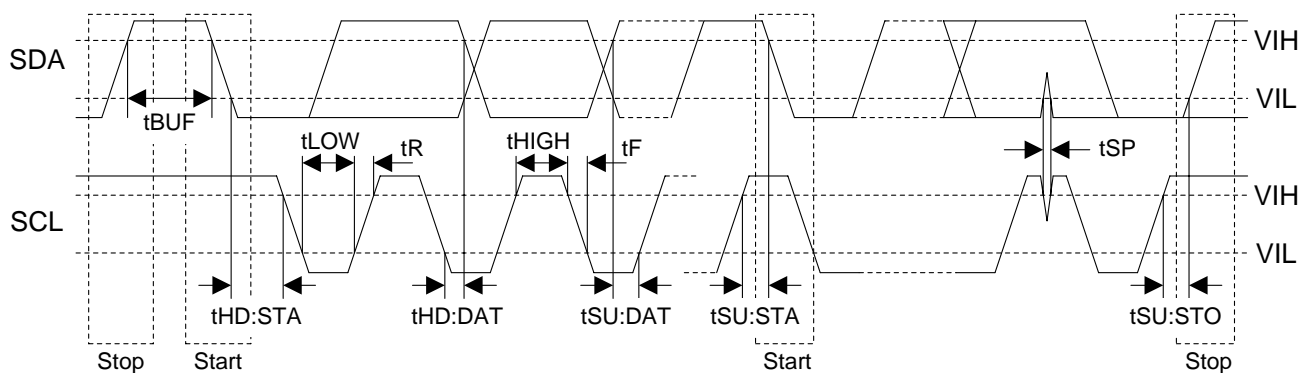 SDA
VIH
VIL
tBUF
tLOW
tR
tHIGH
tF
tSP
SCL
VIH
VIL
tHD:STA
tHD:DAT
tSU:DAT
tSU:STA
tSU:STO
Stop
Start
Start
Stop